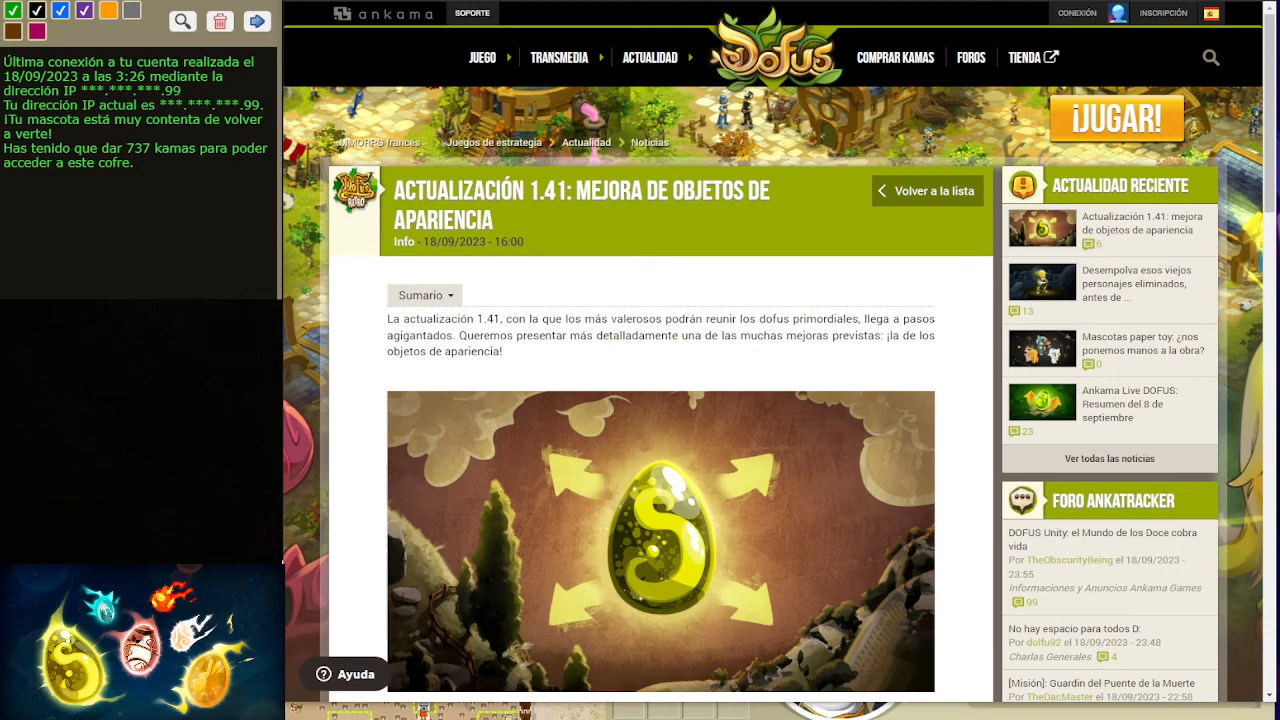 Última conexión a tu cuenta realizada el
18/09/2023 a las 3:26 mediante la
dirección IP ***.***.***.99
Tu dirección IP actual es ***.***.***.99.
¡Tu mascota está muy contenta de volver
a verte!
Has tenido que dar 737 kamas para poder
acceder a este cofre.
ankama
SOPORTE
CONEXIÓN
INSCRIPCIÓN
JUEGO
TRANSMEDIA
ACTUALIDAD
DOFUS
COMPRAR KAMAS
FOROS
TIENDA
¡JUGAR!
MMORPG francés
Juegos de estrategia
Actualidad
Noticias
DOFUS RETRO
ACTUALIZACIÓN 1.41: MEJORA DE OBJETOS DE
APARIENCIA
Info - 18/09/2023 - 16:00
Volver a la lista
Sumario
La actualización 1.41, con la que los más valerosos podrán reunir los dofus primordiales, llega a pasos
agigantados. Queremos presentar más detalladamente una de las muchas mejoras previstas: ¡la de los
objetos de apariencia!
Ayuda
ACTUALIDAD RECIENTE
Actualización 1.41: mejora
de objetos de apariencia
6
Desempolva esos viejos
personajes eliminados,
antes de ...
13
Mascotas paper toy: ¿nos
ponemos manos a la obra?
0
Ankama Live DOFUS:
Resumen del 8 de
septiembre
23
Ver todas las noticias
FORO ANKATRACKER
DOFUS Unity: el Mundo de los Doce cobra
vida
Por TheObscurityBeing el 18/09/2023 -
23:55
Informaciones y Anuncios Ankama Games
99
No hay espacio para todos D:
Por dolfu92 el 18/09/2023 - 23:48
Charlas Generales 4
[Misión]: Guardin del Puente de la Muerte
Por TheDacMaster el 18/09/2023 - 22:58